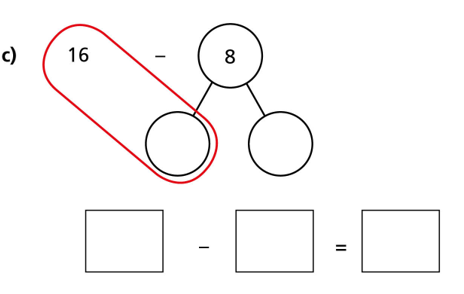 c) 16 – 8
– =